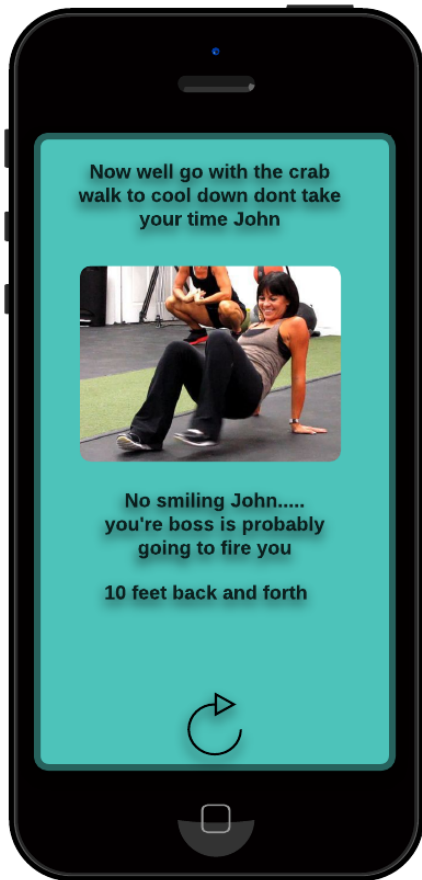 Now well go with the crab
walk to cool down dont take
your time John
No smiling John.....
you're boss is probably
going to fire you
10 feet back and forth